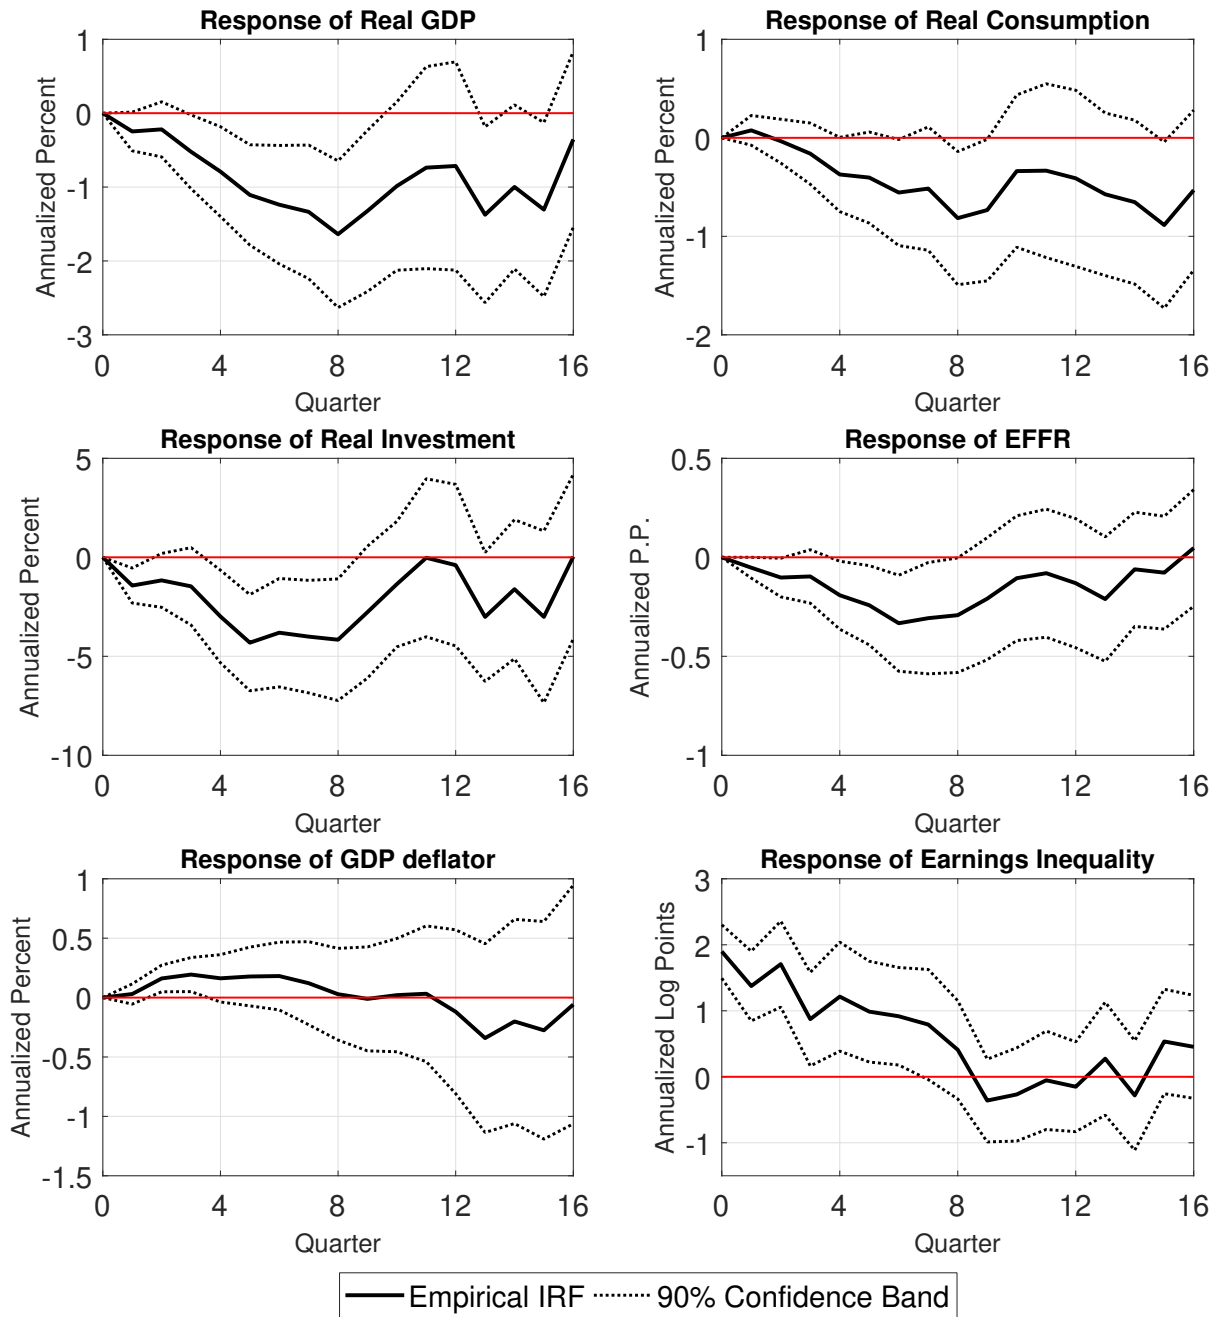 Response of Real GDP
Annualized Percent
1
0
-1
-2
-3
0 4 8 12 16
Quarter
Response of Real Consumption
Annualized Percent
1
0
-1
-2
0 4 8 12 16
Quarter
Response of Real Investment
Annualized Percent
5
0
-5
-10
0 4 8 12 16
Quarter
Response of EFFR
Annualized P.P.
0.5
0
-0.5
-1
0 4 8 12 16
Quarter
Response of GDP deflator
Annualized Percent
1
0.5
0
-0.5
-1
-1.5
0 4 8 12 16
Quarter
Response of Earnings Inequality
Annualized Log Points
3
2
1
0
-1
0 4 8 12 16
Quarter
Empirical IRF 90% Confidence Band